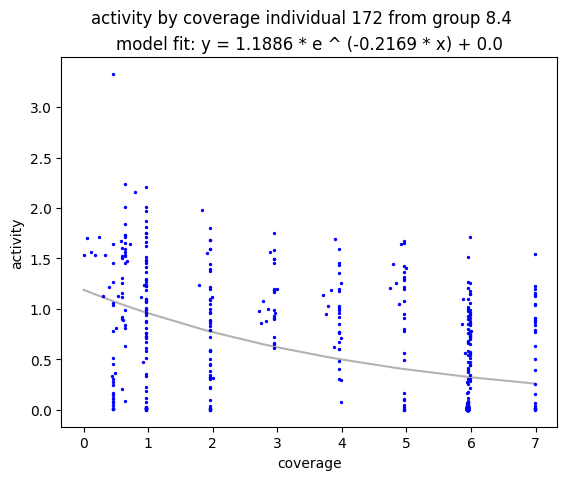 activity by coverage individual 172 from group 8.4
model fit: y = 1.1886 * e ^ (-0.2169 * x) + 0.0
3.0
2.5
2.0
1.5
1.0
0.5
0.0
activity
0 1 2 3 4 5 6 7
coverage